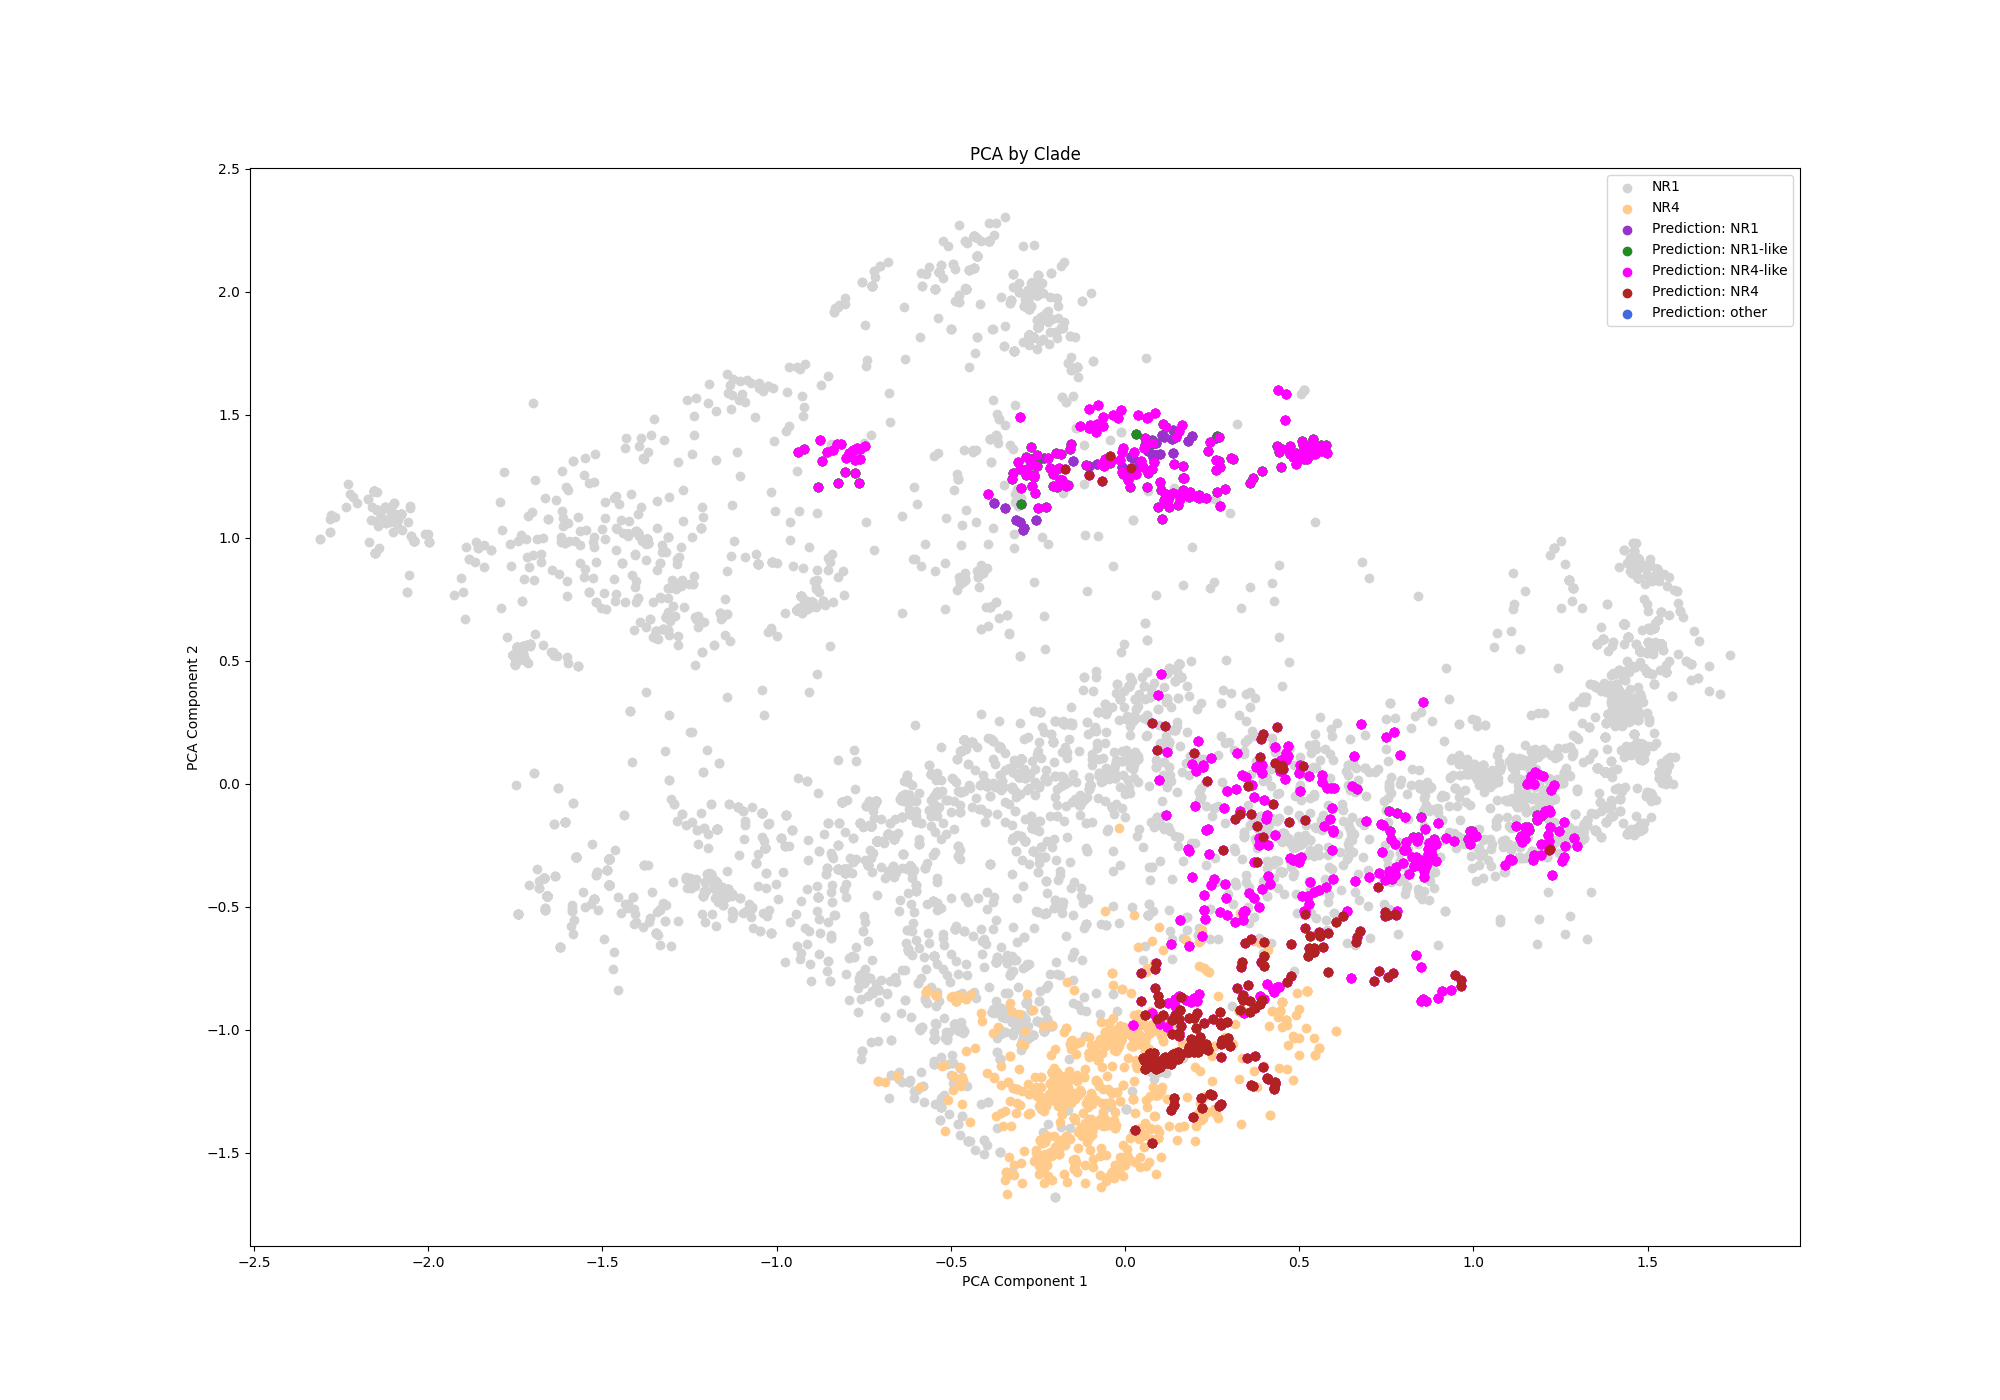 PCA by Clade
2.5
2.0
1.5
1.0
0.5
0.0
−0.5
−1.0
−1.5
PCA Component 2
NR1
NR4
Prediction: NR1
Prediction: NR1-like
Prediction: NR4-like
Prediction: NR4
Prediction: other
−2.5 −2.0 −1.5 −1.0 −0.5 0.0 0.5 1.0 1.5
PCA Component 1